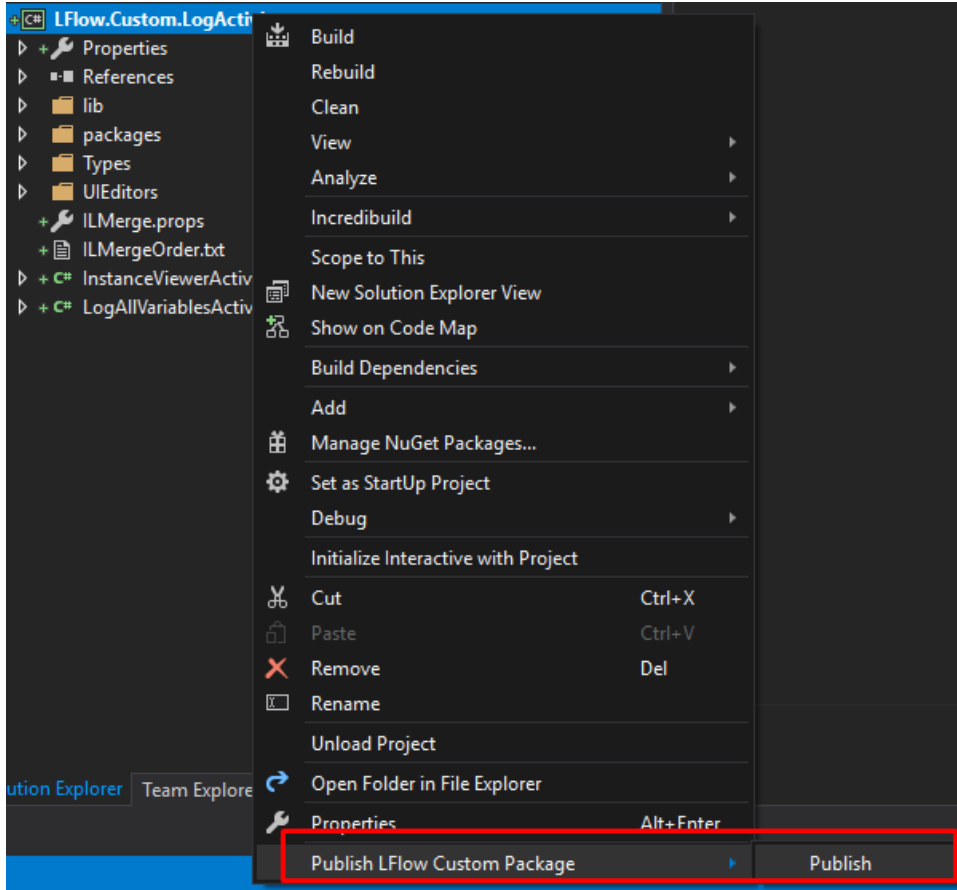 LFlow.Custom.LogActivi
Properties
References
lib
packages
Types
UIEditors
ILMerge.props
ILMergeOrder.txt
C# InstanceViewerActiv
C# LogAllVariablesActiv
Build
Rebuild
Clean
View
Analyze
Incredibuild
Scope to This
New Solution Explorer View
Show on Code Map
Build Dependencies
Add
Manage NuGet Packages...
Set as StartUp Project
Debug
Initialize Interactive with Project
Cut Ctrl+X
Paste Ctrl+V
Remove Del
Rename
Unload Project
Open Folder in File Explorer
Properties Alt+Enter
Publish LFlow Custom Package
Publish
ution Explorer Team Explore